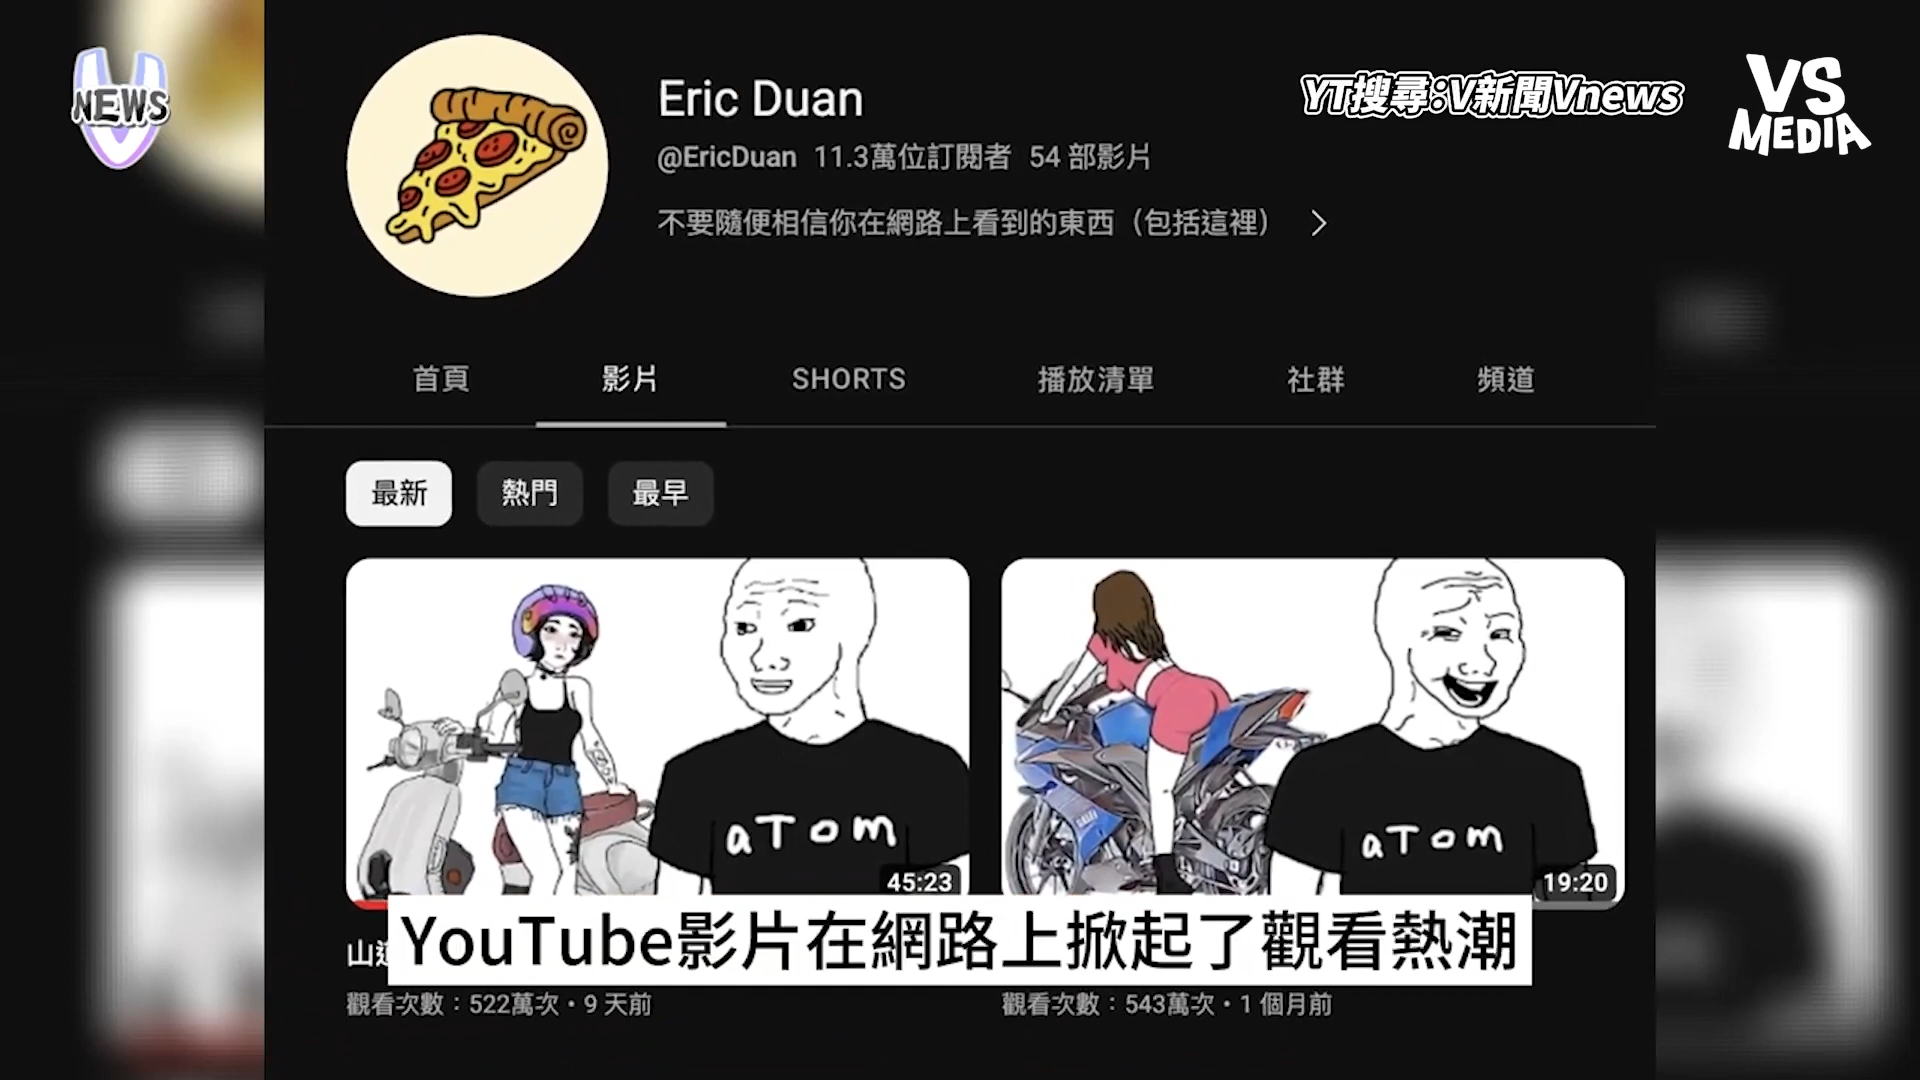 NEWS
Eric Duan
YT搜尋:V新聞Vnews
VS
MEDIA
@EricDuan 11.3萬位訂閱者 54 部影片
不要隨便相信你在網路上看到的東西（包括這裡）
首頁 影片 SHORTS 播放清單 社群 頻道
最新 熱門 最早
aTom
aTom
45:23
19:20
山
YouTube影片在網路上掀起了觀看熱潮
觀看次數：522萬次・9 天前
觀看次數：543萬次・1 個月前